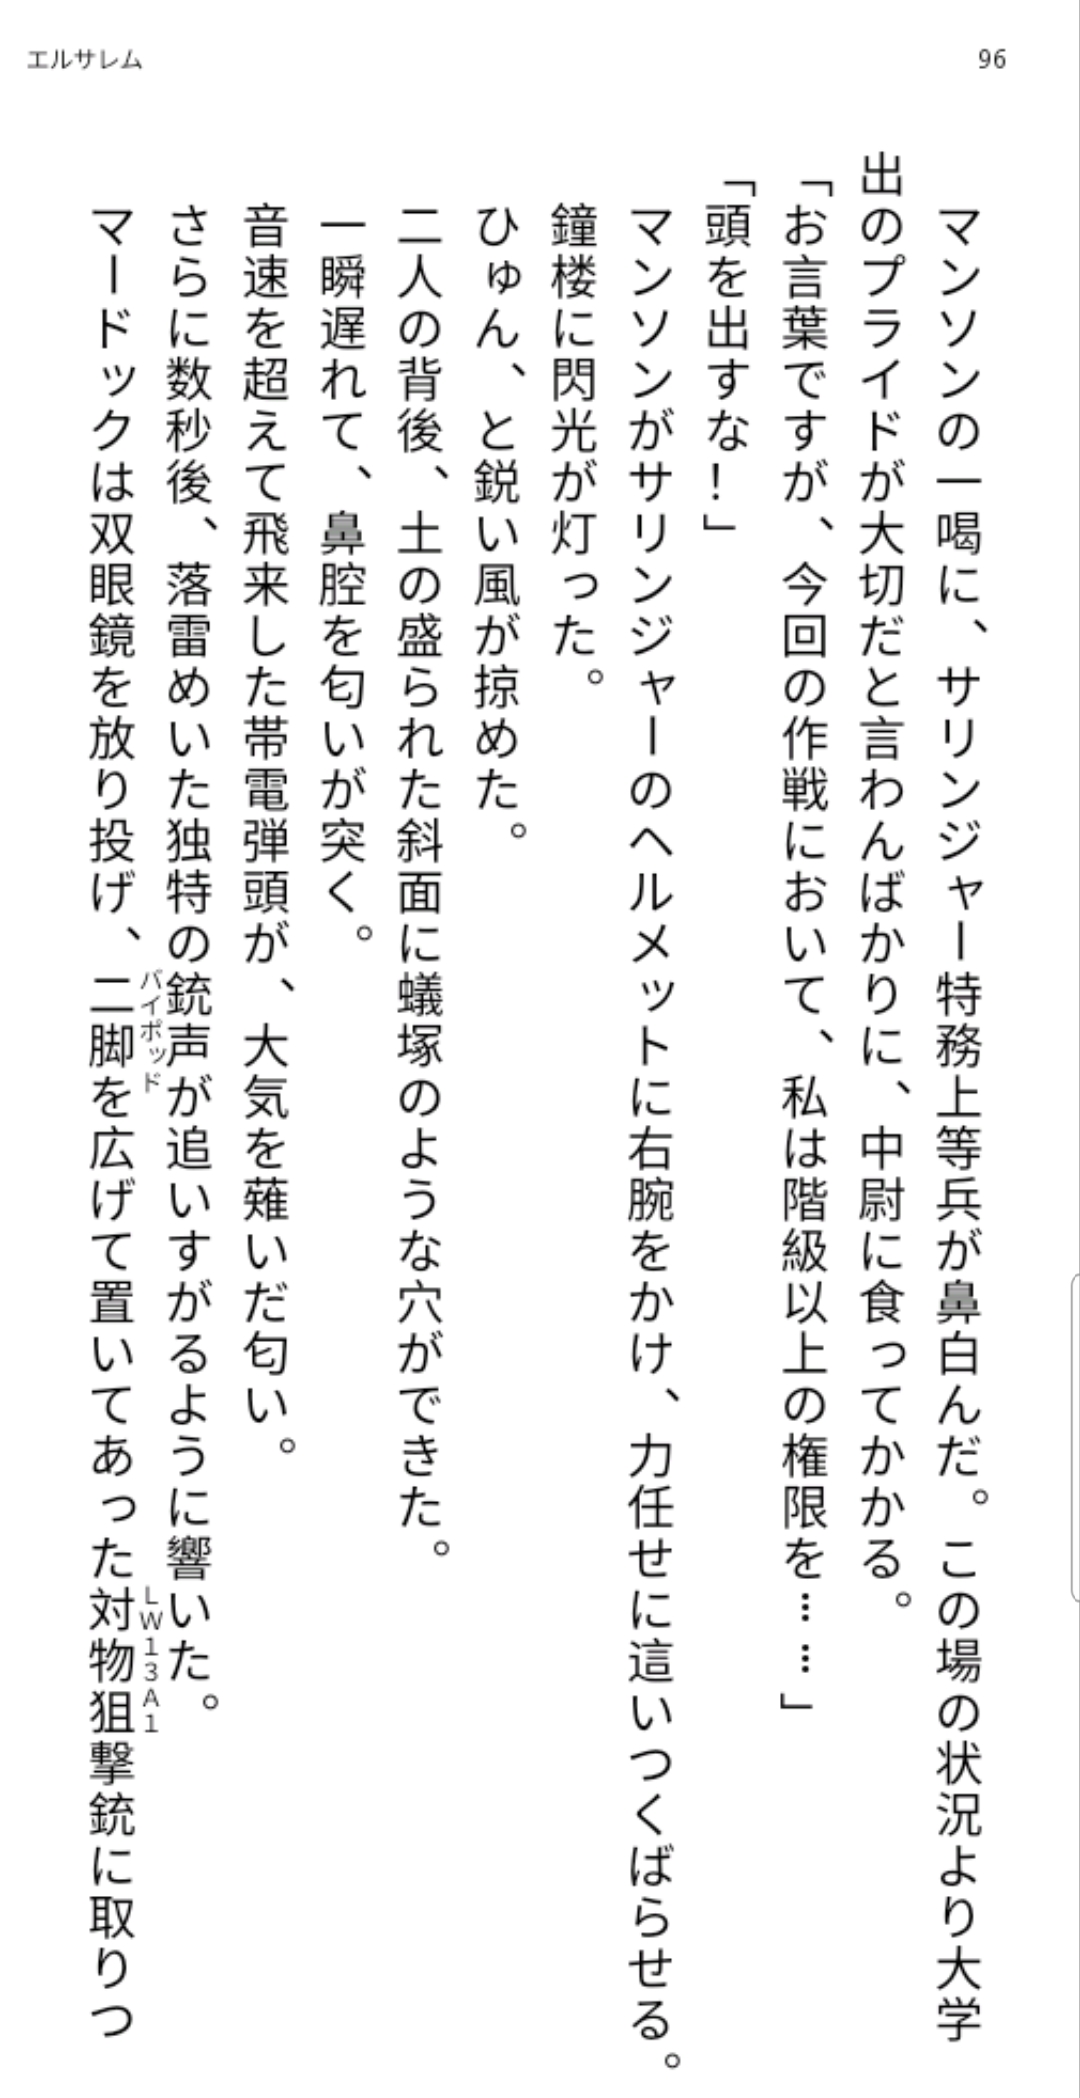 エルサレム
96
マンソンの一喝に、サリンジャー特務上等兵が鼻白んだ。この場の状況より大学
出のプライドが大切だと言わんばかりに、中尉に食ってかかる。
「お言葉ですが、今回の作戦において、私は階級以上の権限を……」
「頭を出すな！」
マンソンがサリンジャーのヘルメットに右腕をかけ、力任せに這いつくばらせる。
鐘楼に閃光が灯った。
ひゅん、と鋭い風が掠めた。
二人の背後、土の盛られた斜面に蟻塚のような穴ができた。
一瞬遅れて、鼻腔を匂いが突く。
音速を超えて飛来した帯電弾頭が、大気を薙いだ匂い。
さらに数秒後、落雷めいた独特の銃声が追いすがるように響いた。
バイポッド
LW13A1
マードックは双眼鏡を放り投げ、二脚を広げて置いてあった対物狙撃銃に取りつ